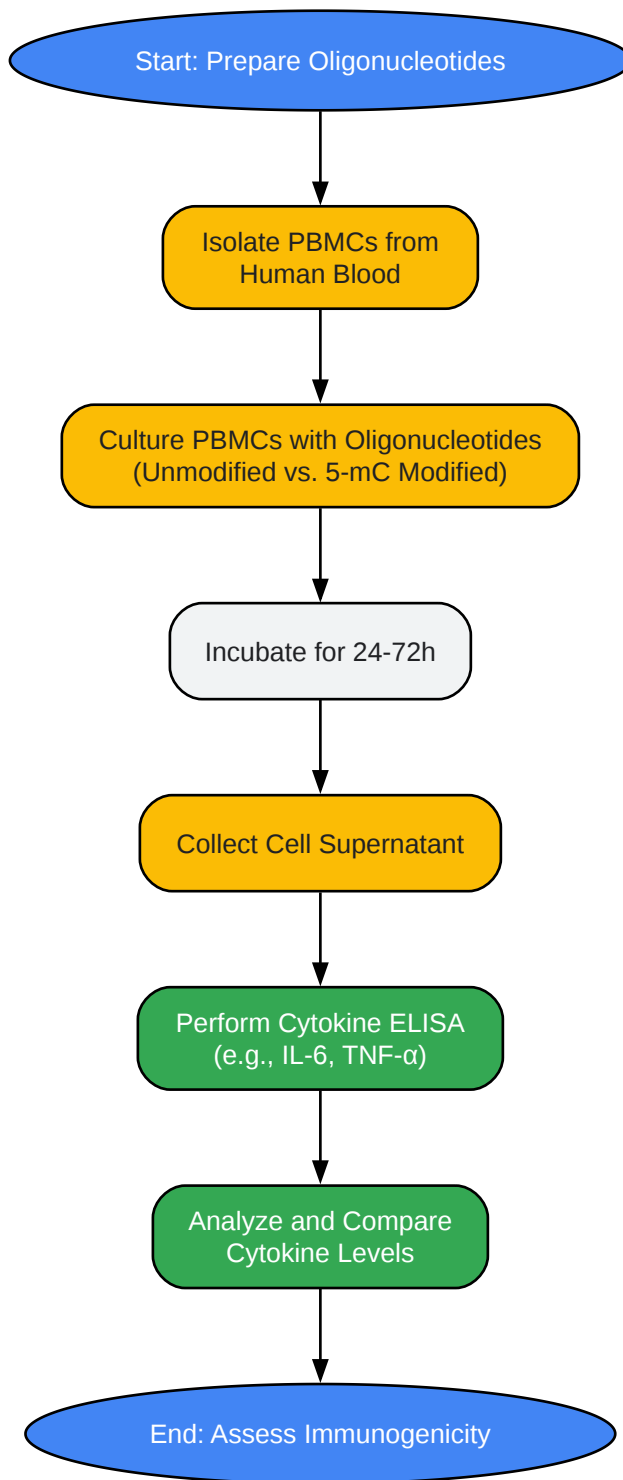 Start: Prepare Oligonucleotides
Isolate PBMCs from
Human Blood
Culture PBMCs with Oligonucleotides
(Unmodified vs. 5-mC Modified)
Incubate for 24-72h
Collect Cell Supernatant
Perform Cytokine ELISA
(e.g., IL-6, TNF-α)
Analyze and Compare
Cytokine Levels
End: Assess Immunogenicity